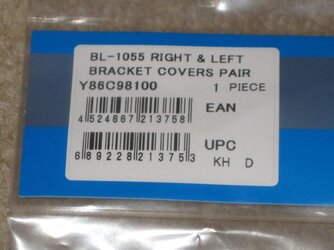 BL-1055 RIGHT & LEFT
BRACKET COVERS PAIR
Y86C98100 1 PIECE
EAN
4 524667 213758
UPC
6 89228 21375 3
KH D